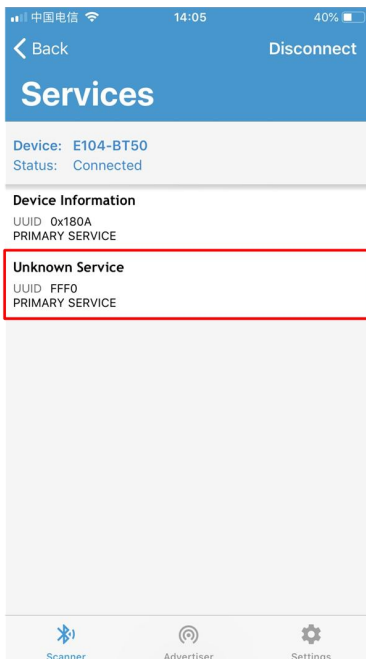 中国电信 14:05 40%
Back Disconnect
Services
Device: E104-BT50
Status: Connected
Device Information
UUID 0x180A
PRIMARY SERVICE
Unknown Service
UUID FFF0
PRIMARY SERVICE
Scanner Advertiser Settings